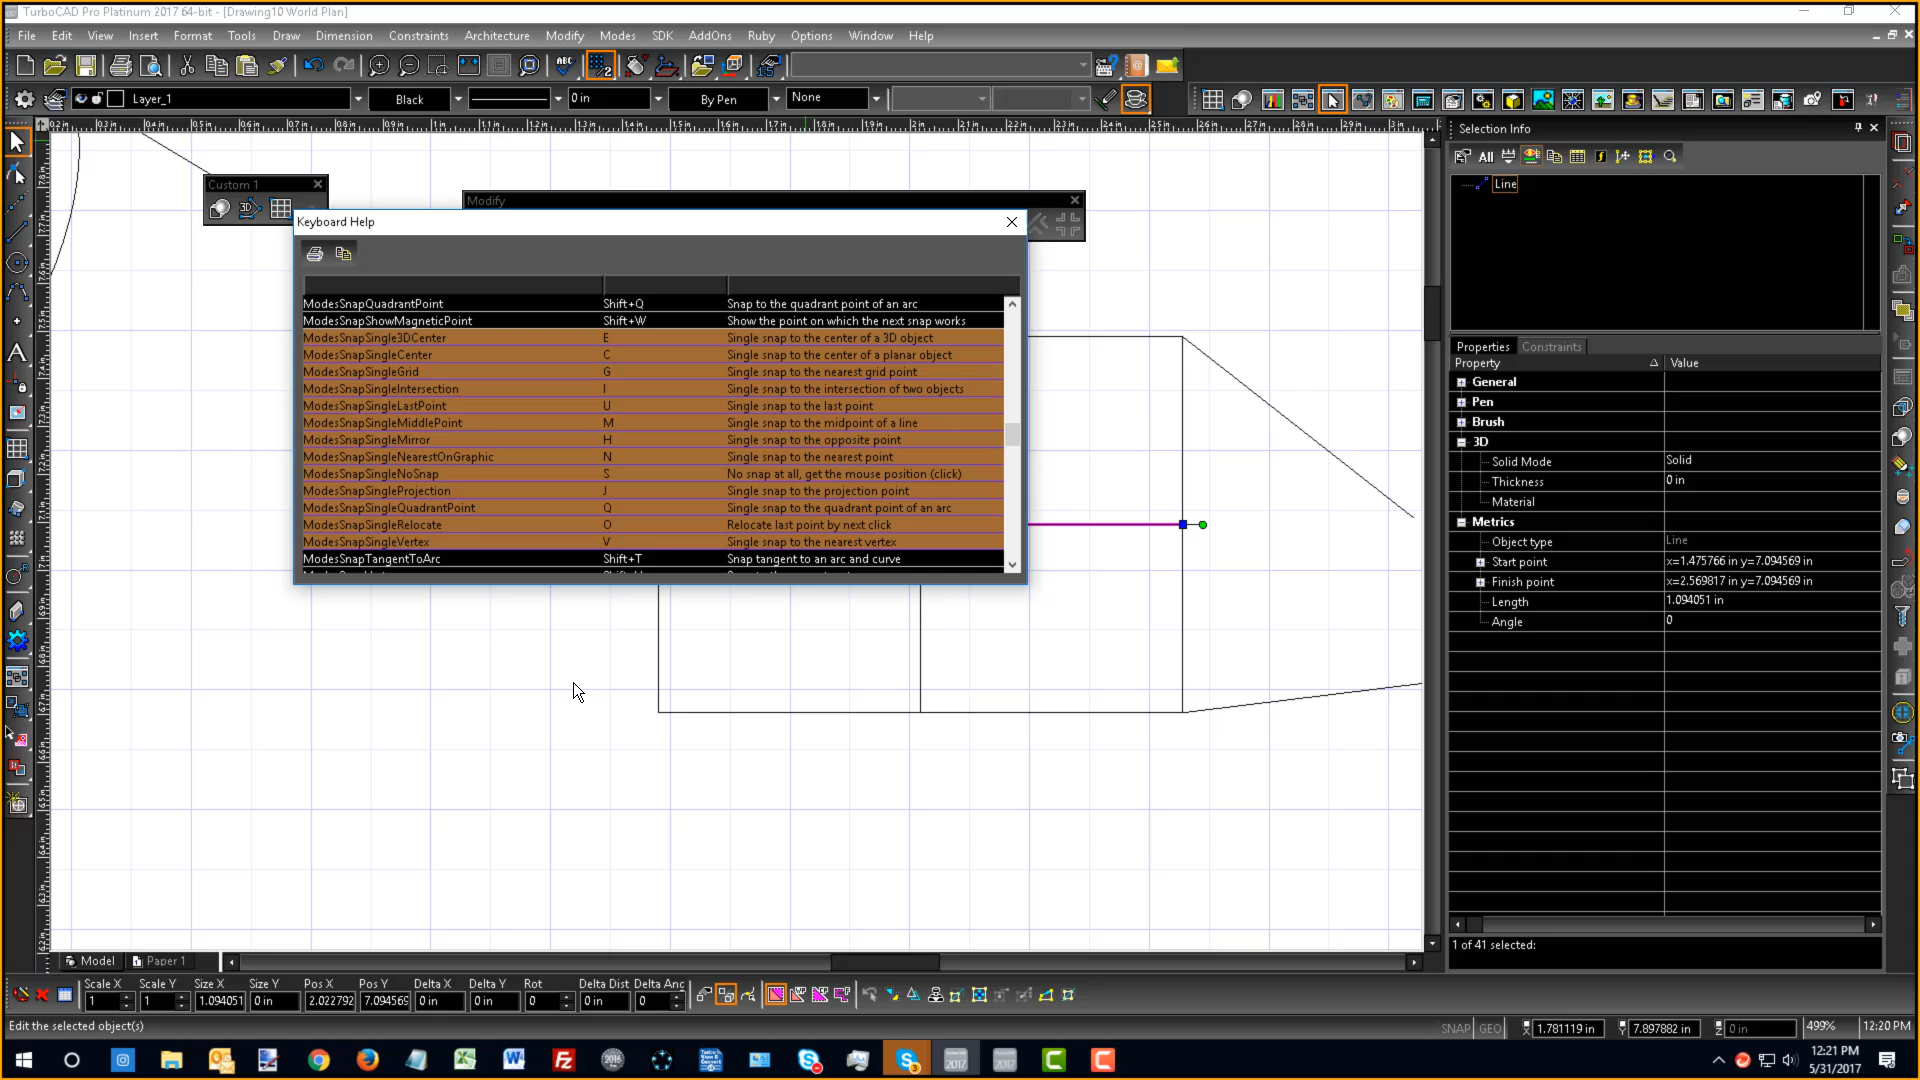 TurboCAD Pro Platinum 2017 64-bit - [Drawing10 World Plan]
File Edit View Insert Format Tools Draw Dimension Constraints Architecture Modify Modes SDK AddOns Ruby Options Window Help
Layer_1 Black 0 in By Pen None
Custom 1
Modify
Keyboard Help
ModesSnapQuadrantPoint Shift+Q Snap to the quadrant point of an arc
ModesSnapShowMagneticPoint Shift+W Show the point on which the next snap works
ModesSnapSingle3DCenter E Single snap to the center of a 3D object
ModesSnapSingleCenter C Single snap to the center of a planar object
ModesSnapSingleGrid G Single snap to the nearest grid point
ModesSnapSingleIntersection I Single snap to the intersection of two objects
ModesSnapSingleLastPoint U Single snap to the last point
ModesSnapSingleMiddlePoint M Single snap to the midpoint of a line
ModesSnapSingleMirror H Single snap to the opposite point
ModesSnapSingleNearestOnGraphic N Single snap to the nearest point
ModesSnapSingleNoSnap S No snap at all, get the mouse position (click)
ModesSnapSingleProjection J Single snap to the projection point
ModesSnapSingleQuadrantPoint Q Single snap to the quadrant point of an arc
ModesSnapSingleRelocate O Relocate last point by next click
ModesSnapSingleVertex V Single snap to the nearest vertex
ModesSnapTangentToArc Shift+T Snap tangent to an arc and curve
Selection Info
All
Line
Properties Constraints
Property Value
General
Pen
Brush
3D
Solid Mode Solid
Thickness 0 in
Material
Metrics
Object type Line
Start point x=1.475766 in y=7.094569 in
Finish point x=2.569817 in y=7.094569 in
Length 1.094051 in
Angle 0
1 of 41 selected:
Model Paper 1
Scale X Scale Y Size X Size Y Pos X Pos Y Delta X Delta Y Rot Delta Dist Delta Anc
1 1 1.094051 0 in 2.022792 7.094569 0 in 0 in 0 0 in 0
Edit the selected object(s)
SNAP GEO 1.781119 in 7.897882 in 0 in 499% 12:20 PM
12:21 PM
5/31/2017